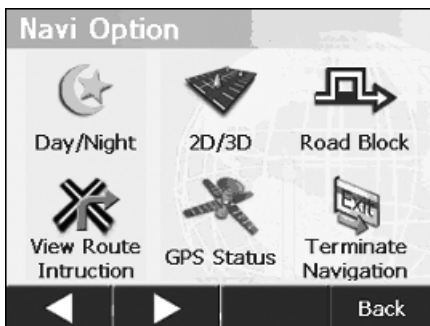 Navi Option
Day/Night
2D/3D
Road Block
Exit
View Route
Intruction
GPS Status
Terminate
Navigation
Back